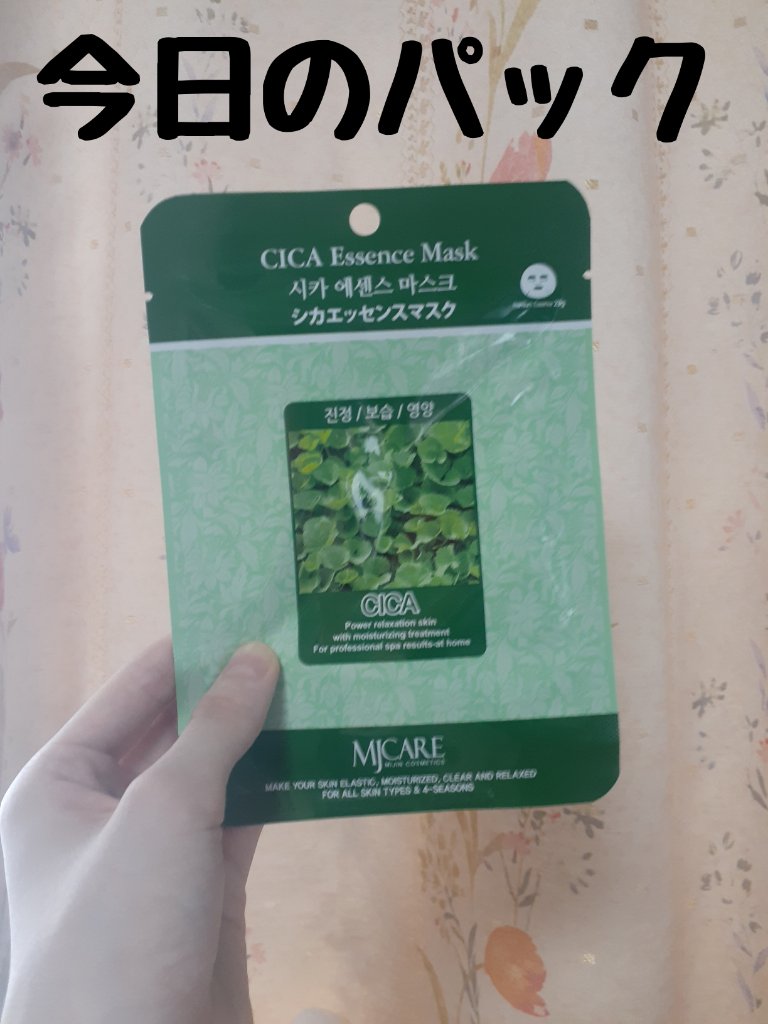 今日のパック
CICA Essence Mask
시카 에센스 마스크
シカエッセンスマスク
진정 / 보습 / 영양
CICA
Power relaxation skin
with moisturizing treatment
For professional spa results-at home
MJCARE
MIJIN COSMETICS
MAKE YOUR SKIN ELASTIC, MOISTURIZED, CLEAR AND RELAXED
FOR ALL SKIN TYPES & 4-SEASONS